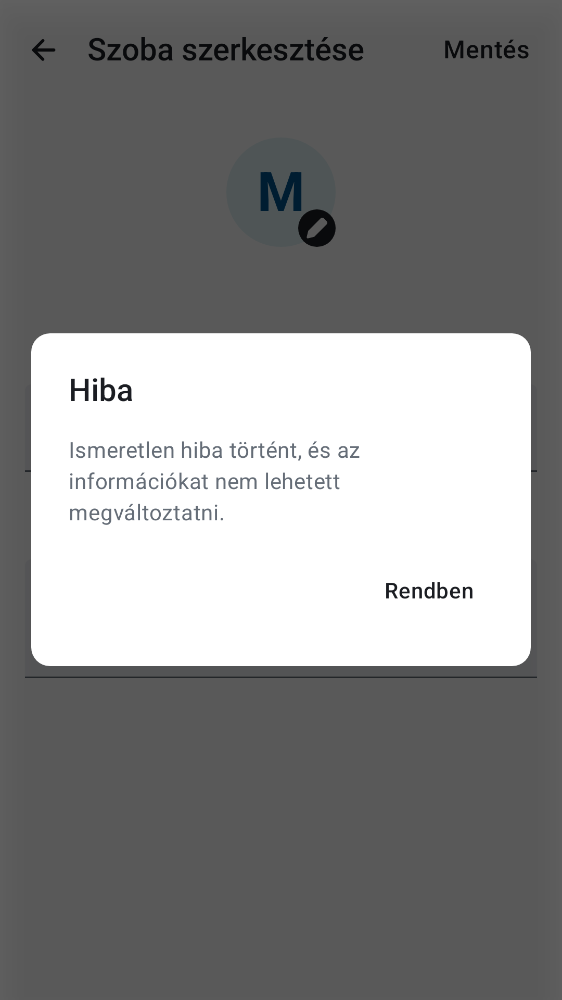 Szoba szerkesztése
Mentés
M
Hiba
Ismeretlen hiba történt, és az
információkat nem lehetett
megváltoztatni.
Rendben